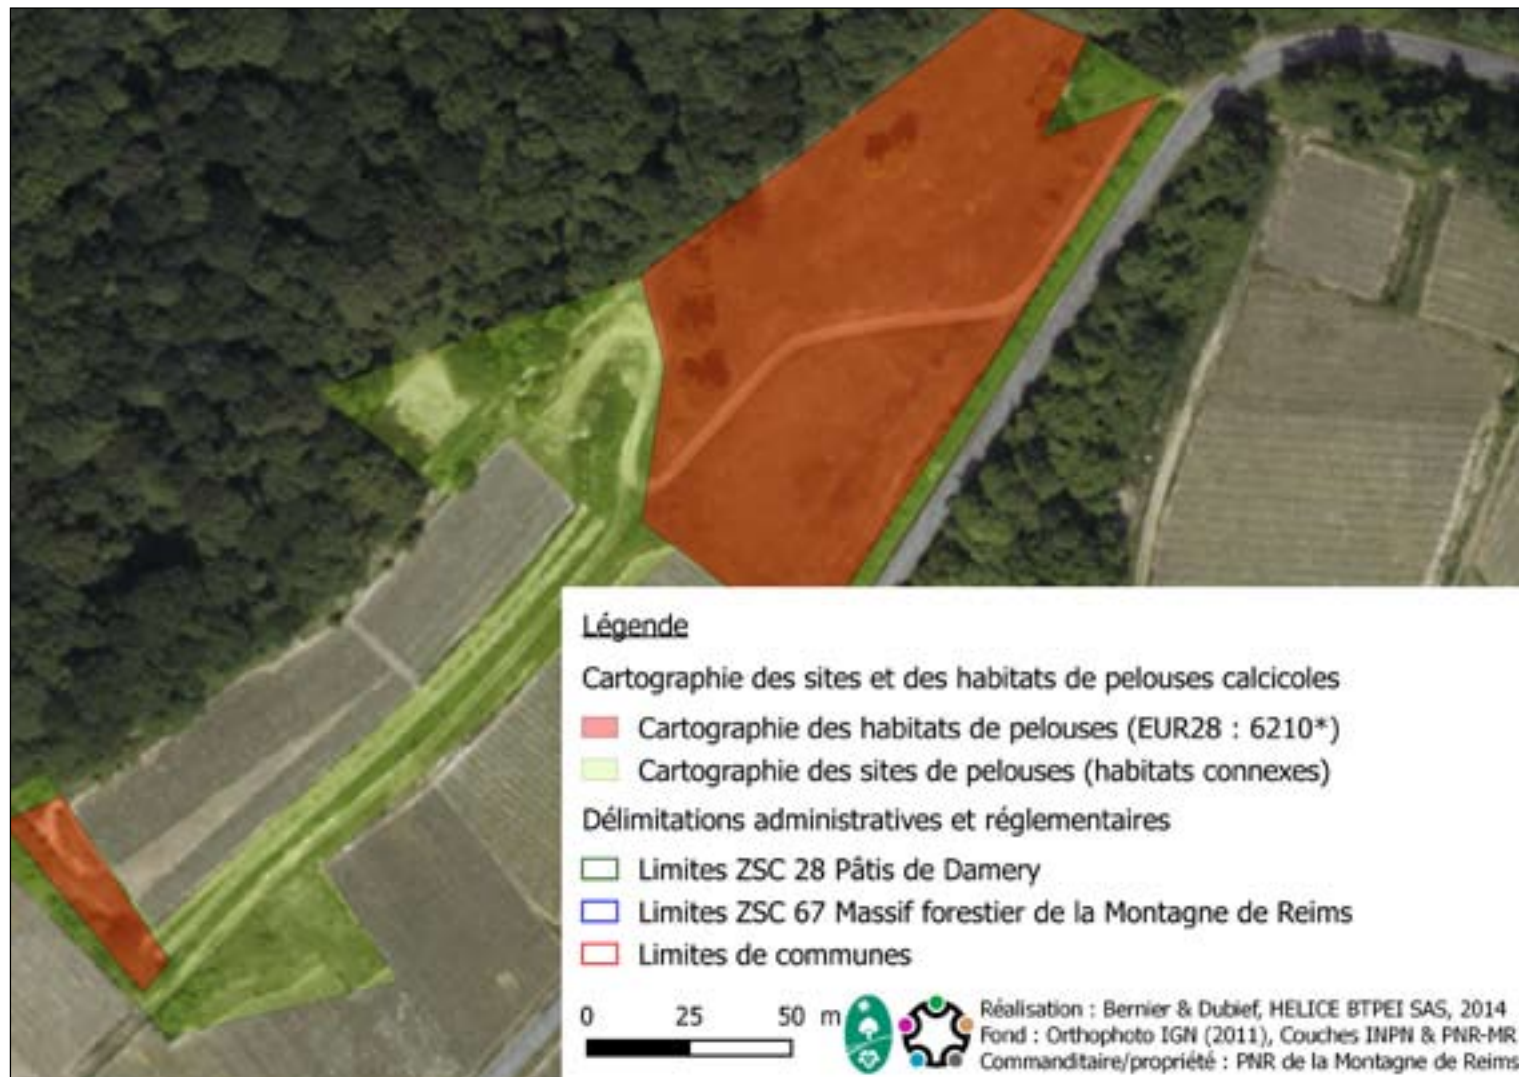 Légende
Cartographie des sites et des habitats de pelouses calcicoles
Cartographie des habitats de pelouses (EUR28 : 6210*)
Cartographie des sites de pelouses (habitats connexes)
Délimitations administratives et réglementaires
Limites ZSC 28 Pâtis de Damery
Limites ZSC 67 Massif forestier de la Montagne de Reims
Limites de communes
0 25 50 m
Réalisation : Bernier & Dubief, HELICE BTPEI SAS, 2014
Fond : Orthophoto IGN (2011), Couches INPN & PNR-MR
Commanditaire/propriété : PNR de la Montagne de Reims